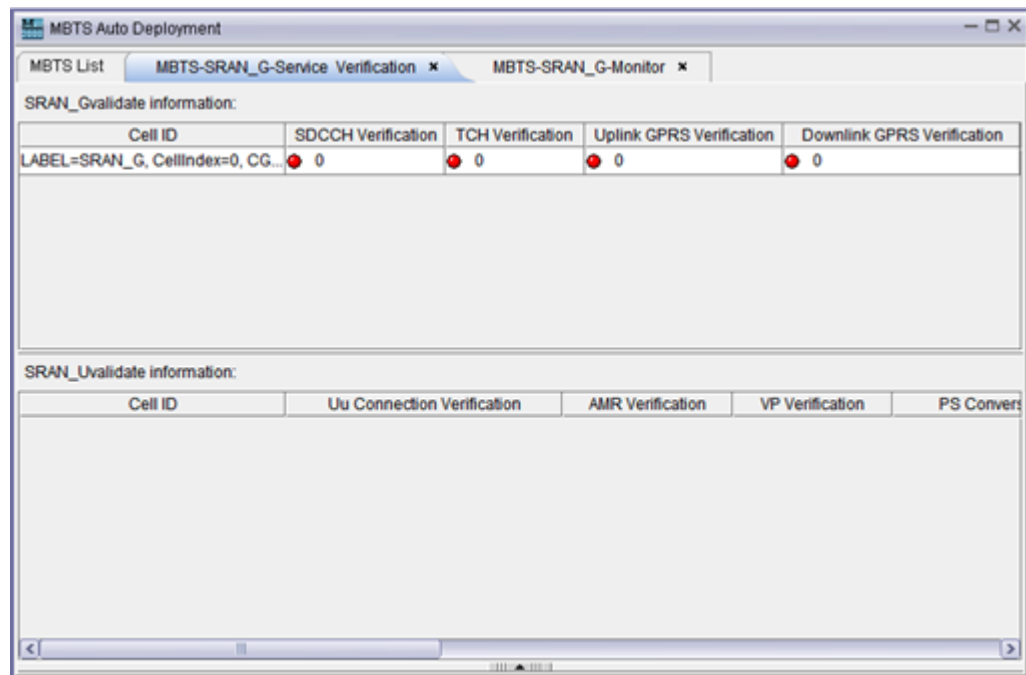 MBTS Auto Deployment
MBTS List MBTS-SRAN_G-Service Verification × MBTS-SRAN_G-Monitor ×
SRAN_Gvalidate information:
Cell ID SDCCH Verification TCH Verification Uplink GPRS Verification Downlink GPRS Verification
LABEL=SRAN_G, CellIndex=0, CG... 0 0 0 0
SRAN_Uvalidate information:
Cell ID Uu Connection Verification AMR Verification VP Verification PS Convers